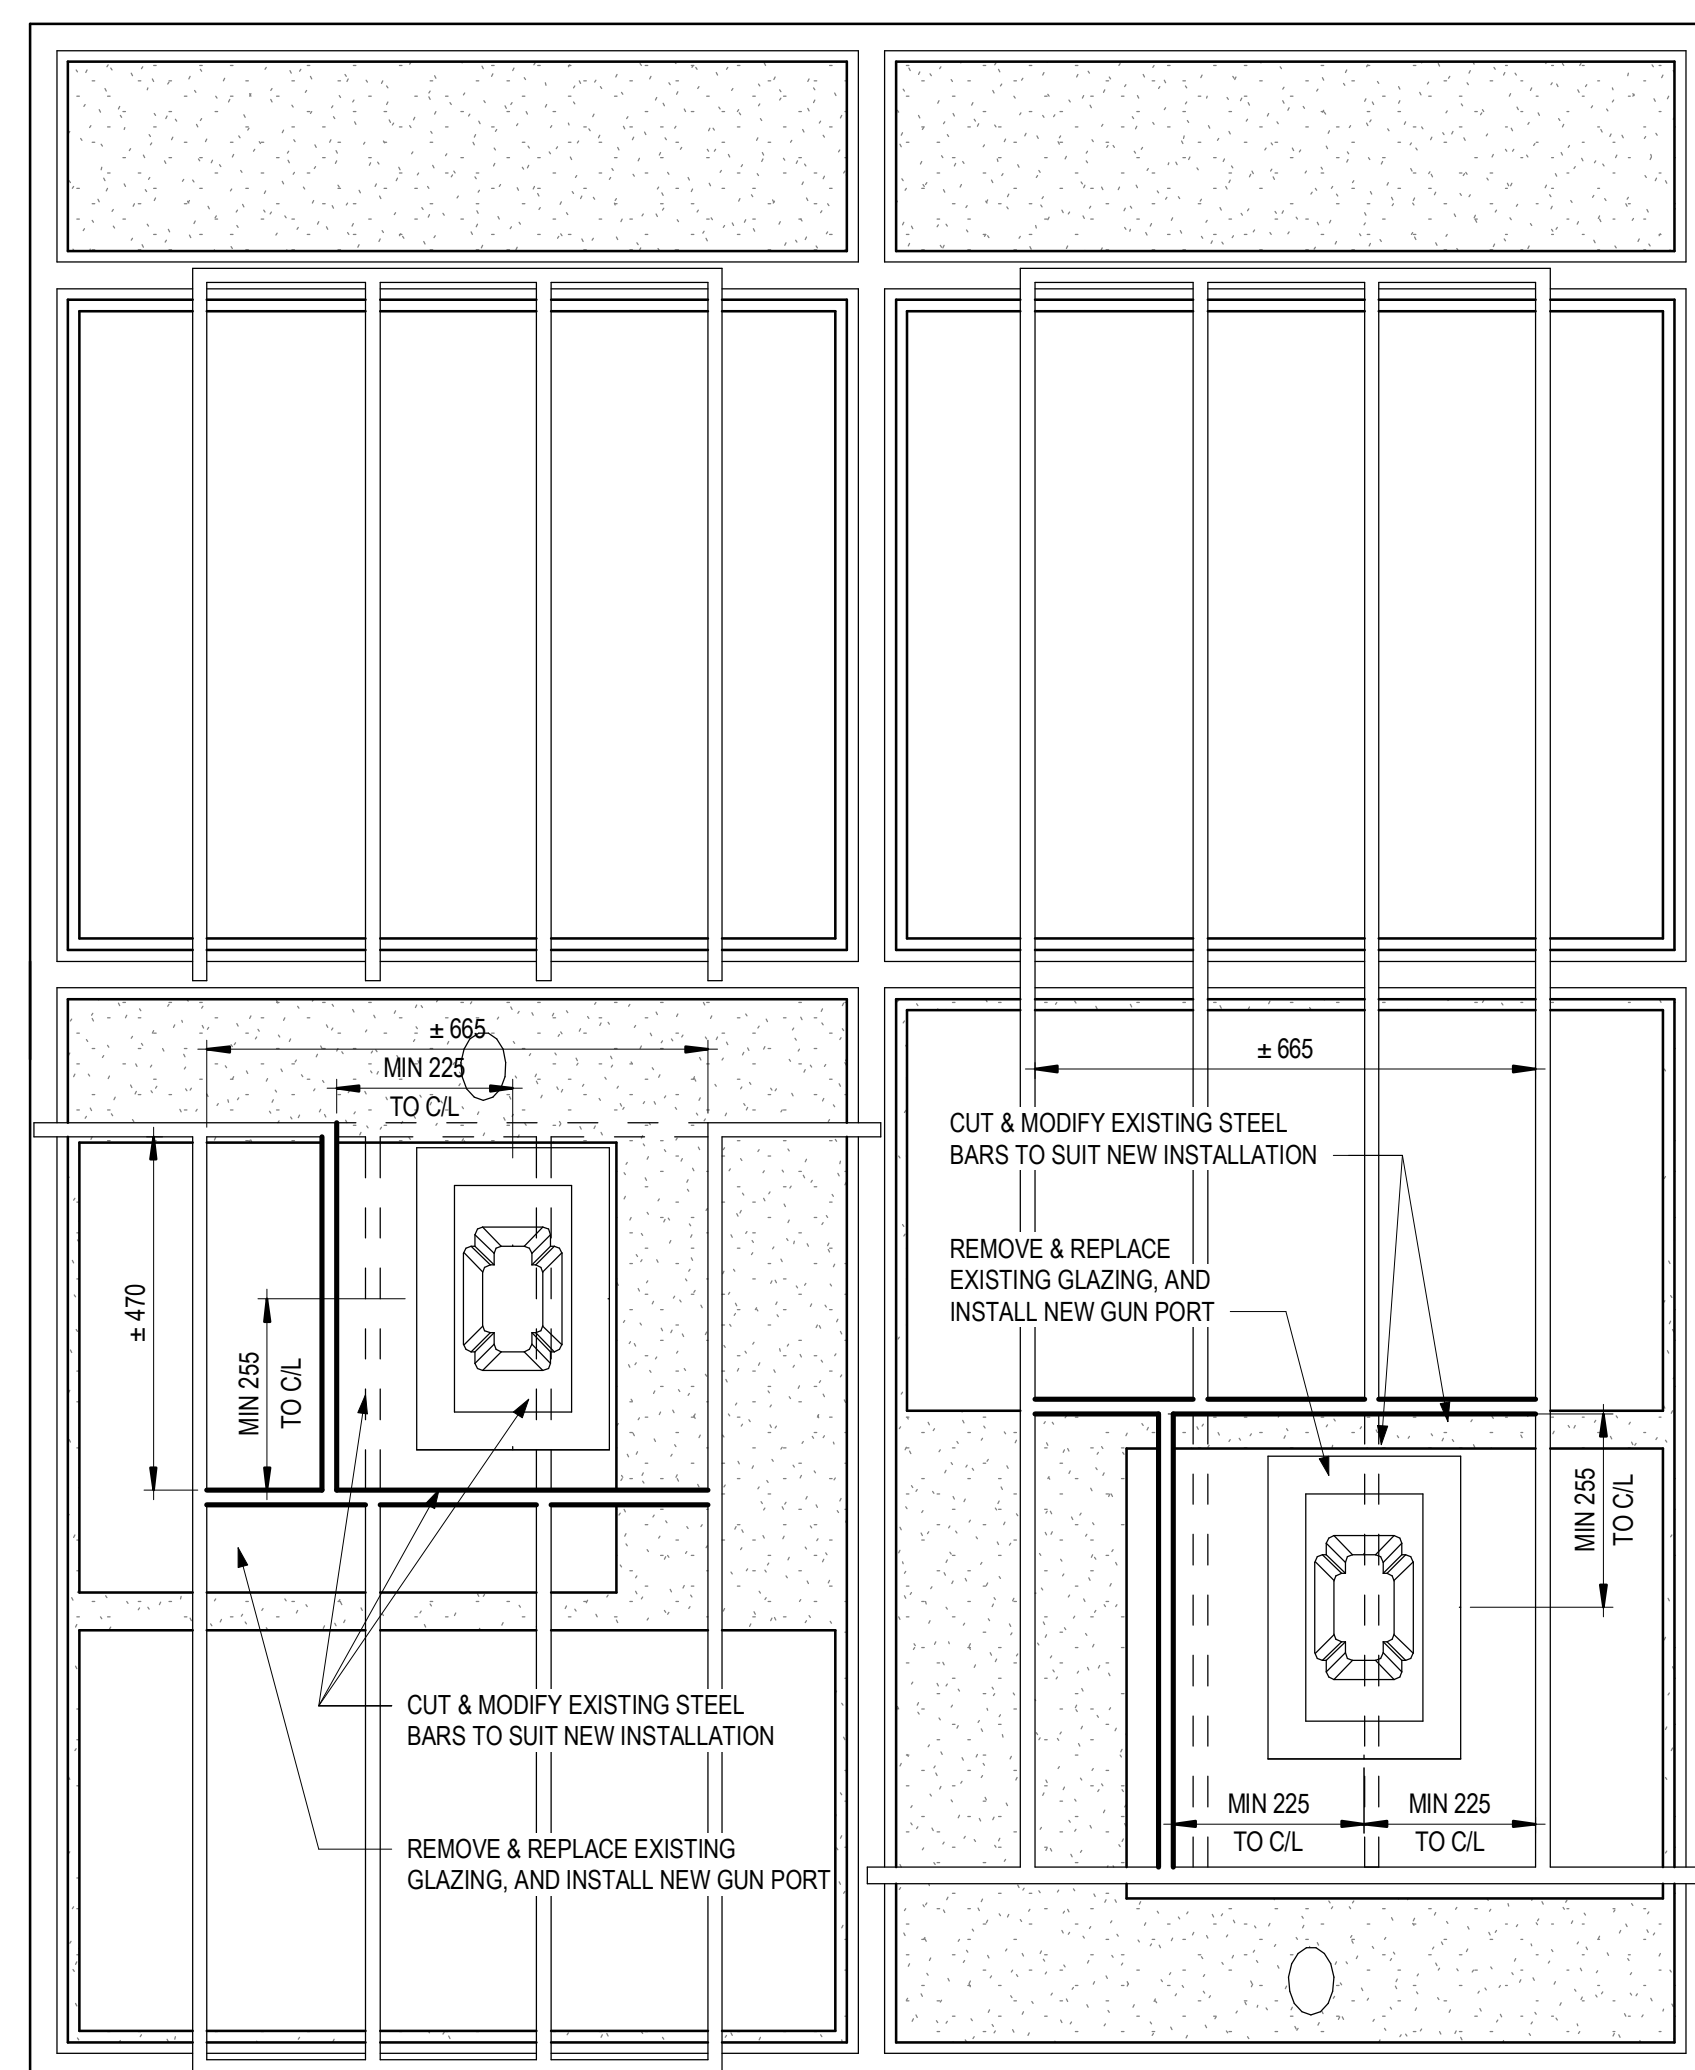 ± 665
MIN 225
TO C/L
± 470
MIN 255
TO C/L
CUT & MODIFY EXISTING STEEL
BARS TO SUIT NEW INSTALLATION
REMOVE & REPLACE EXISTING
GLAZING, AND INSTALL NEW GUN PORT
± 665
CUT & MODIFY EXISTING STEEL
BARS TO SUIT NEW INSTALLATION
REMOVE & REPLACE
EXISTING GLAZING, AND
INSTALL NEW GUN PORT
MIN 255
TO C/L
MIN 225
TO C/L
MIN 225
TO C/L